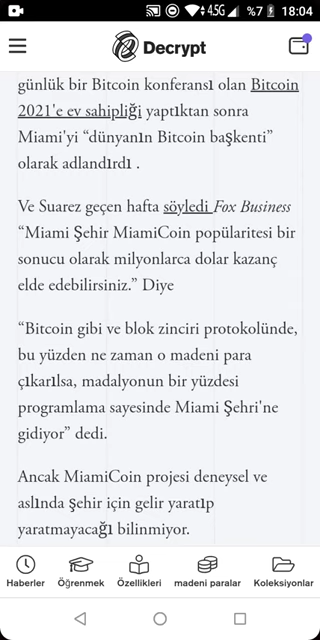 %7 18:04
4.5G
Decrypt
günlük bir Bitcoin konferansı olan Bitcoin
2021'e ev sahipliği yaptıktan sonra
Miami'yi “dünyanın Bitcoin başkenti”
olarak adlandırdı .
Ve Suarez geçen hafta söyledi Fox Business
“Miami Şehir MiamiCoin popülaritesi bir
sonucu olarak milyonlarca dolar kazanç
elde edebilirsiniz.” Diye
“Bitcoin gibi ve blok zinciri protokolünde,
bu yüzden ne zaman o madeni para
çıkarılsa, madalyonun bir yüzdesi
programlama sayesinde Miami Şehri'ne
gidiyor” dedi.
Ancak MiamiCoin projesi deneysel ve
aslında şehir için gelir yaratıp
yaratmayacağı bilinmiyor.
Haberler Öğrenmek Özellikleri madeni paralar Koleksiyonlar